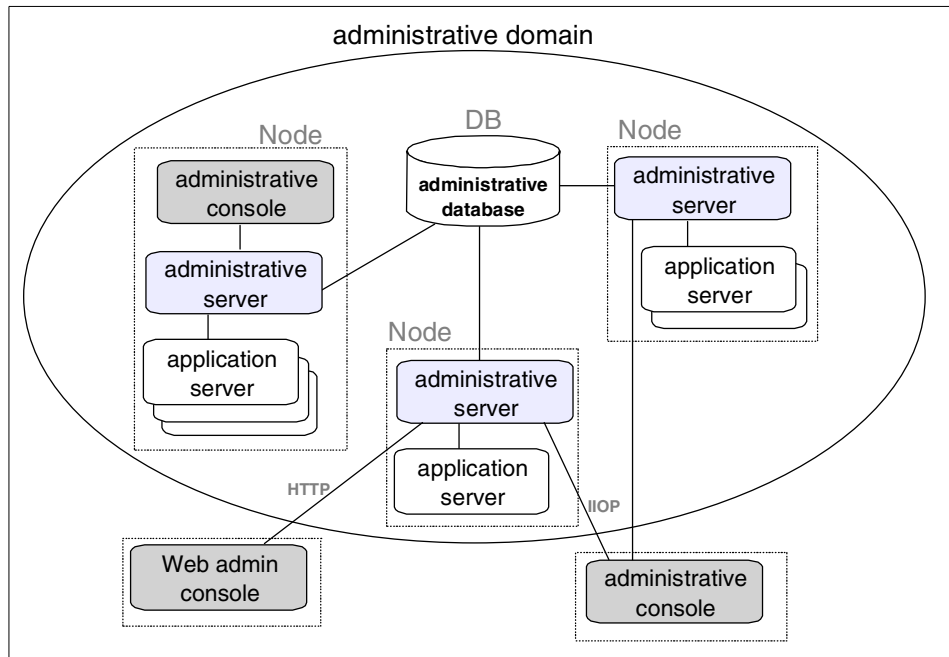 administrative domain
Node
administrative
console
administrative
server
application
server
DB
administrative
database
Node
administrative
server
application
server
Node
administrative
server
application
server
HTTP
IIOP
Web admin
console
administrative
console